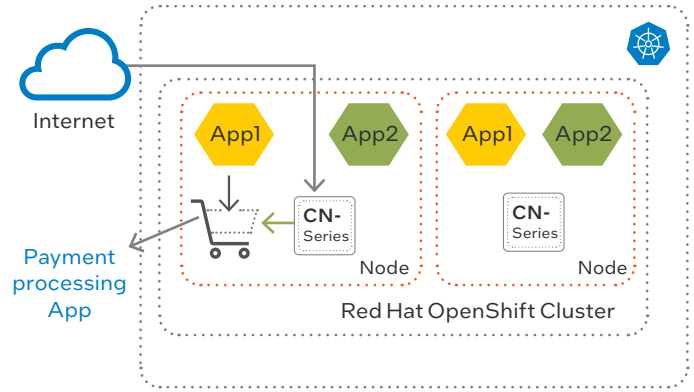 Internet
App1
App2
App1
App2
CN-
Series
CN-
Series
Node
Node
Payment
processing
App
Red Hat OpenShift Cluster